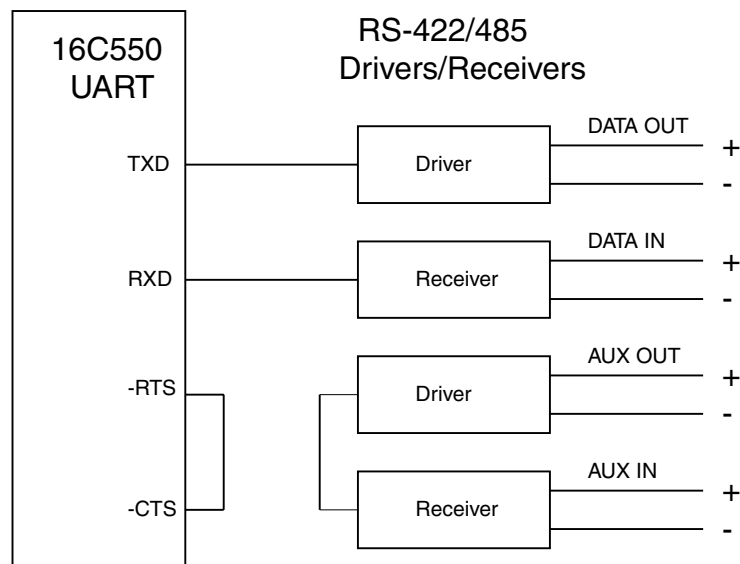 16C550
UART
RS-422/485
Drivers/Receivers
TXD
Driver
DATA OUT
+
-
RXD
Receiver
DATA IN
+
-
-RTS
Driver
AUX OUT
+
-
-CTS
Receiver
AUX IN
+
-